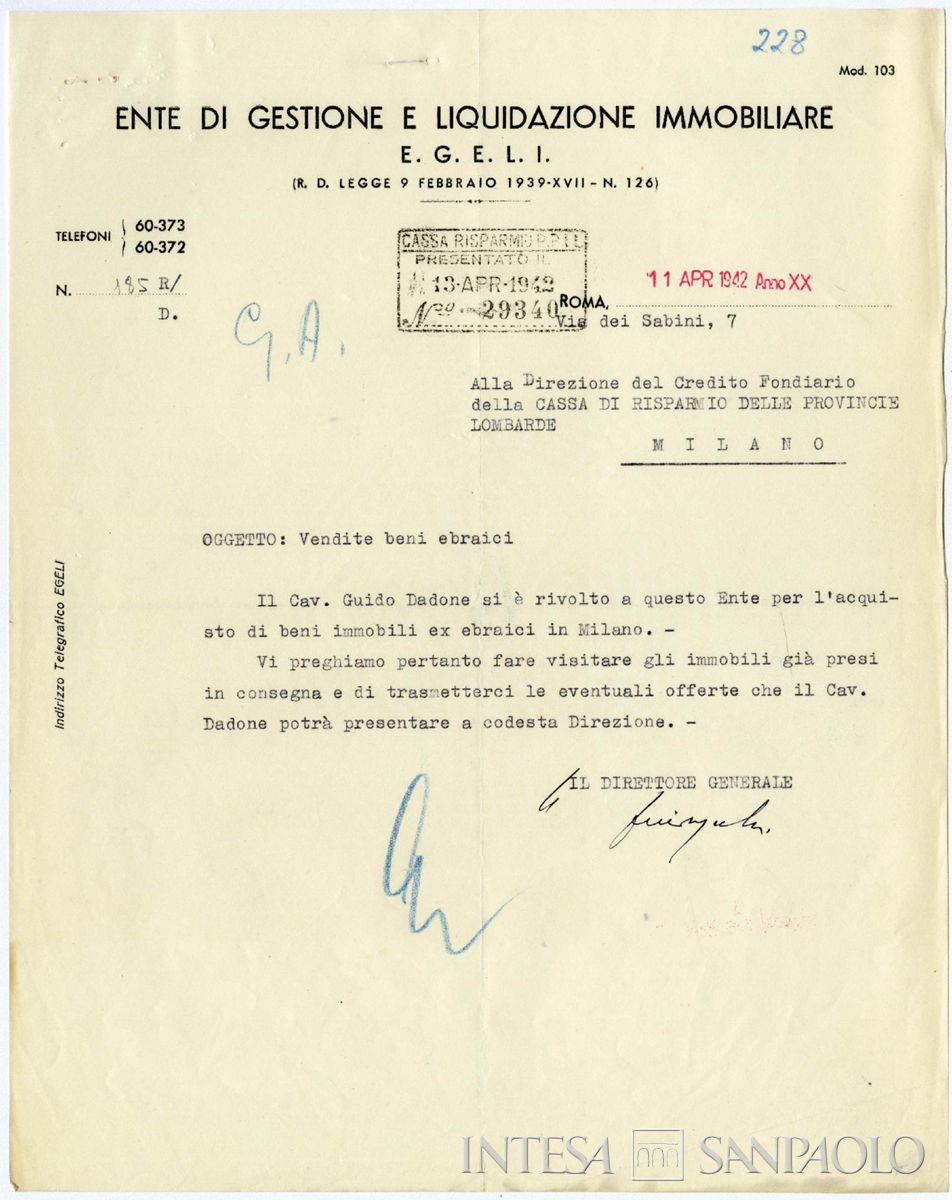 228
Mod. 103
ENTE DI GESTIONE E LIQUIDAZIONE IMMOBILIARE
E. G. E. L. I.
(R. D. LEGGE 9 FEBBRAIO 1939-XVII - N. 126)
TELEFONI 60-373
60-372
N. 185 R/
D.
G. A.
CASSA RISPARMIO P.P.L.L.
PRESENTATO IL
13·APR·1942
No 29340
ROMA, 11 APR 1942 Anno XX
Via dei Sabini, 7
Alla Direzione del Credito Fondiario
della CASSA DI RISPARMIO DELLE PROVINCIE
LOMBARDE
M I L A N O
OGGETTO: Vendite beni ebraici
Indirizzo Telegrafico EGELI
Il Cav. Guido Dadone si è rivolto a questo Ente per l'acqui-
sto di beni immobili ex ebraici in Milano. -
Vi preghiamo pertanto fare visitare gli immobili già presi
in consegna e di trasmetterci le eventuali offerte che il Cav.
Dadone potrà presentare a codesta Direzione. -
IL DIRETTORE GENERALE
INTESA SANPAOLO